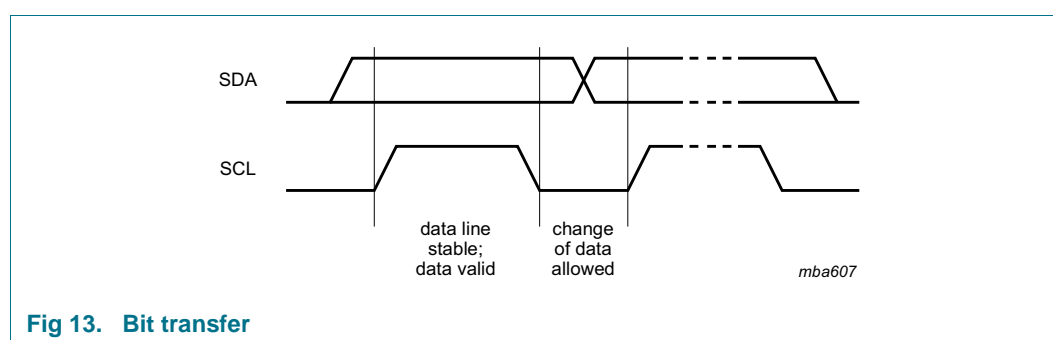 SDA
SCL
data line
stable;
data valid
change
of data
allowed
mba607
Fig 13. Bit transfer